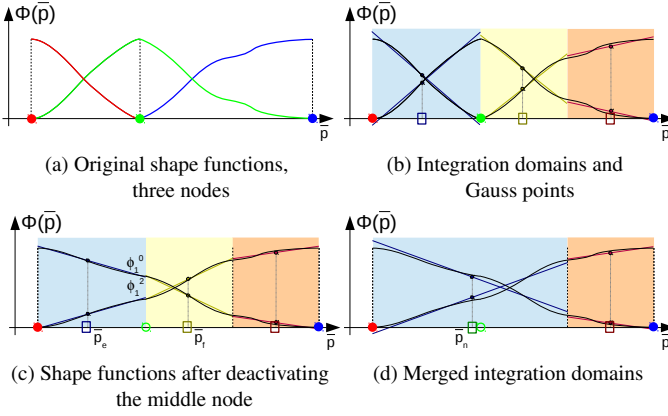 Φ(p̅)
Φ(p̅)
p̅
p̅
(a) Original shape functions,
three nodes
(b) Integration domains and
Gauss points
Φ(p̅)
Φ(p̅)
ϕ₁⁰
ϕ₁²
p̅ₑ
p̅_f
p̅
p̅ₙ
p̅
(c) Shape functions after deactivating
the middle node
(d) Merged integration domains